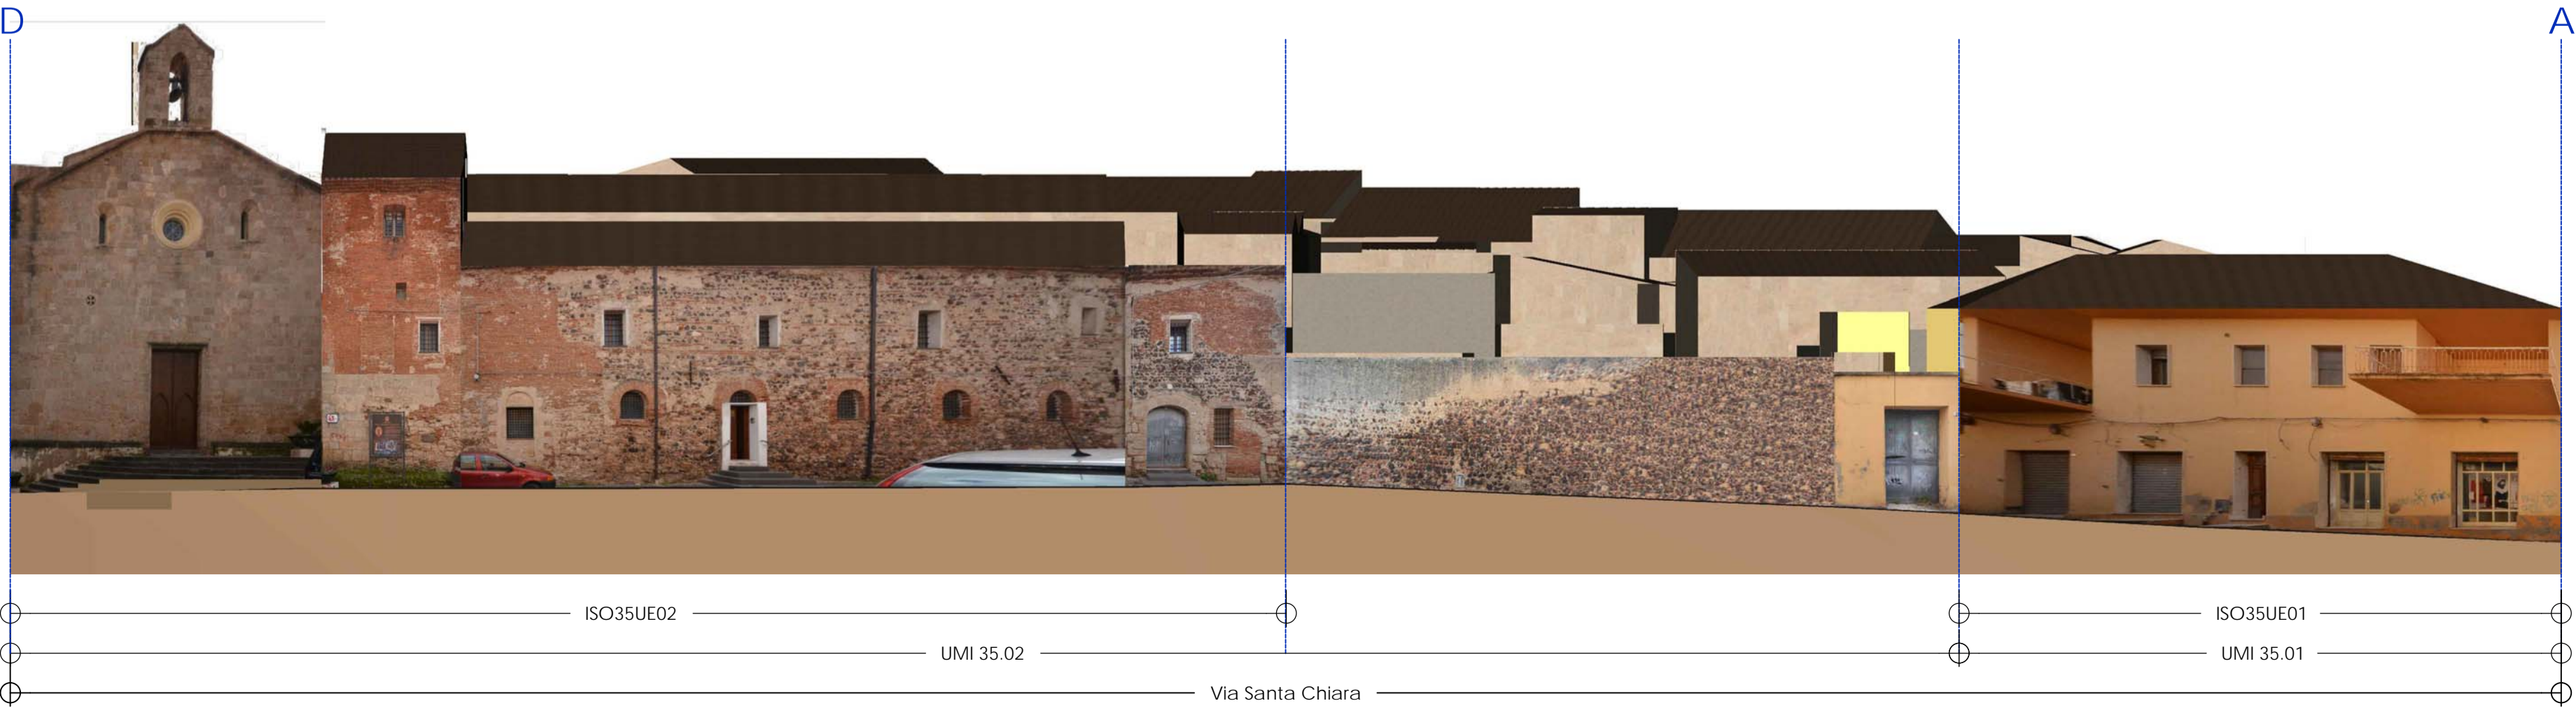 D
A
ISO35UE02
ISO35UE01
UMI 35.02
UMI 35.01
Via Santa Chiara